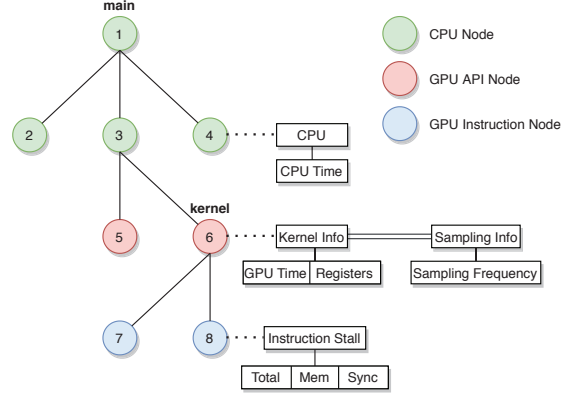 main
1
CPU Node
GPU API Node
GPU Instruction Node
2
3
4
CPU
CPU Time
kernel
5
6
Kernel Info
Sampling Info
GPU Time
Registers
Sampling Frequency
7
8
Instruction Stall
Total
Mem
Sync